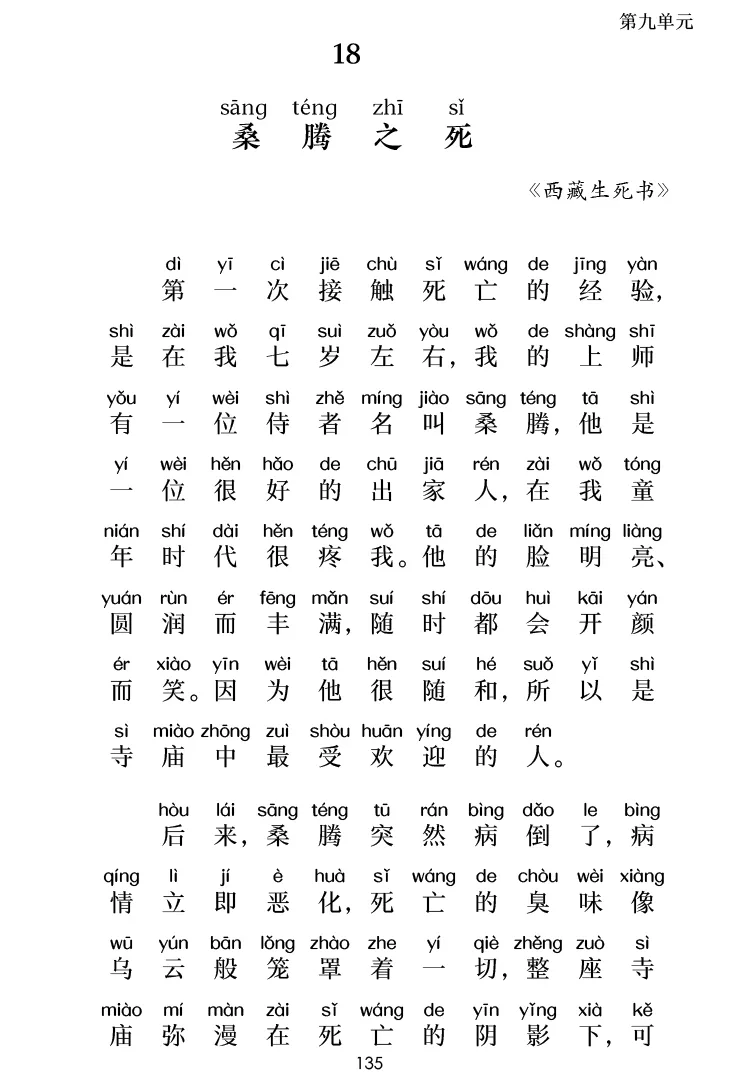 第九单元
18
sāng téng zhī sǐ
桑腾之死
《西藏生死书》
dì yī cì jiē chù sǐ wáng de jīng yàn
第一次接触死亡的经验，
shì zài wǒ qī suì zuǒ yòu wǒ de shàng shī
是在我七岁左右，我的上师
yǒu yí wèi shì zhě míng jiào sāng téng tā shì
有一位侍者名叫桑腾，他是
yí wèi hěn hǎo de chū jiā rén zài wǒ tóng
一位很好的出家人，在我童
nián shí dài hěn téng wǒ tā de liǎn míng liàng
年时代很疼我。他的脸明亮、
yuán rùn ér fēng mǎn suí shí dōu huì kāi yán
圆润而丰满，随时都会开颜
ér xiào yīn wèi tā hěn suí hé suǒ yǐ shì
而笑。因为他很随和，所以是
sì miào zhōng zuì shòu huān yíng de rén
寺庙中最受欢迎的人。
hòu lái sāng téng tū rán bìng dǎo le bìng
后来，桑腾突然病倒了，病
qíng lì jí è huà sǐ wáng de chòu wèi xiàng
情立即恶化，死亡的臭味像
wū yún bān lǒng zhào zhe yí qiè zhěng zuò sì
乌云般笼罩着一切，整座寺
miào mí màn zài sǐ wáng de yīn yǐng xià kě
庙弥漫在死亡的阴影下，可
135